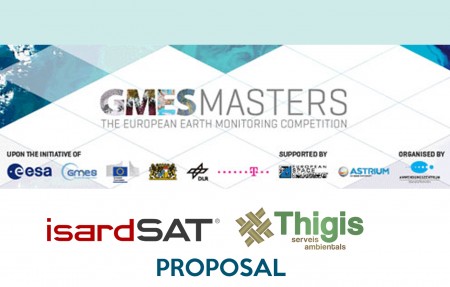 GMESMASTERS
THE EUROPEAN EARTH MONITORING COMPETITION
UPON THE INITIATIVE OF
SUPPORTED BY
ORGANISED BY
esa
gmes
DLR
T
ASTRIUM
isardSAT®
Thigis
serveis
ambientals
PROPOSAL